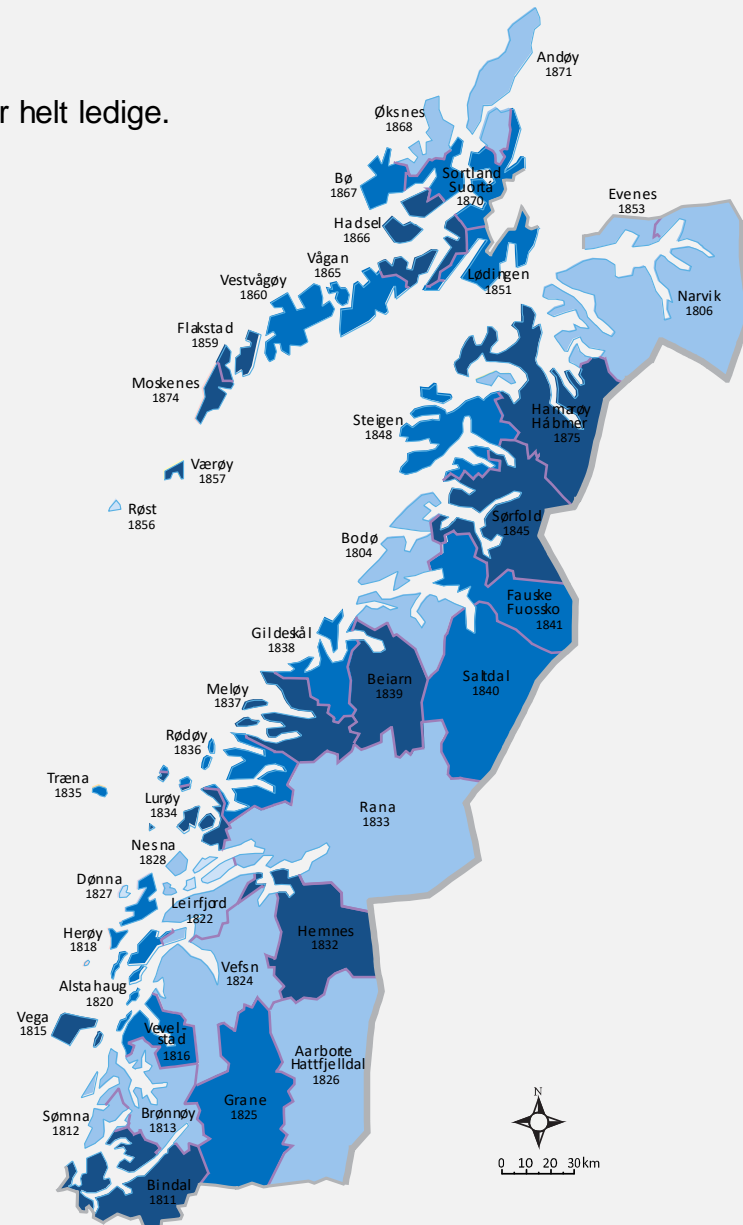 r helt ledige.
Andøy
1871
Øksnes
1868
Bø
1867
Sortland
Suortá
1870
Hadsel
1866
Evenes
1853
Vågan
1865
Lødingen
1851
Vestvågøy
1860
Narvik
1806
Flakstad
1859
Moskenes
1874
Steigen
1848
Hamarøy
Hábmer
1875
Værøy
1857
Røst
1856
Sørfold
1845
Bodø
1804
Fauske
Fuossko
1841
Gildeskål
1838
Beiarn
1839
Saltdal
1840
Meløy
1837
Rødøy
1836
Træna
1835
Lurøy
1834
Rana
1833
Nesna
1828
Dønna
1827
Leirfjord
1822
Herøy
1818
Hemnes
1832
Vefsn
1824
Alstahaug
1820
Vega
1815
Vevel-
stad
1816
Aarborte
Hattfjelldal
1826
Grane
1825
Sømna
1812
Brønnøy
1813
Bindal
1811
N
0 10 20 30 km